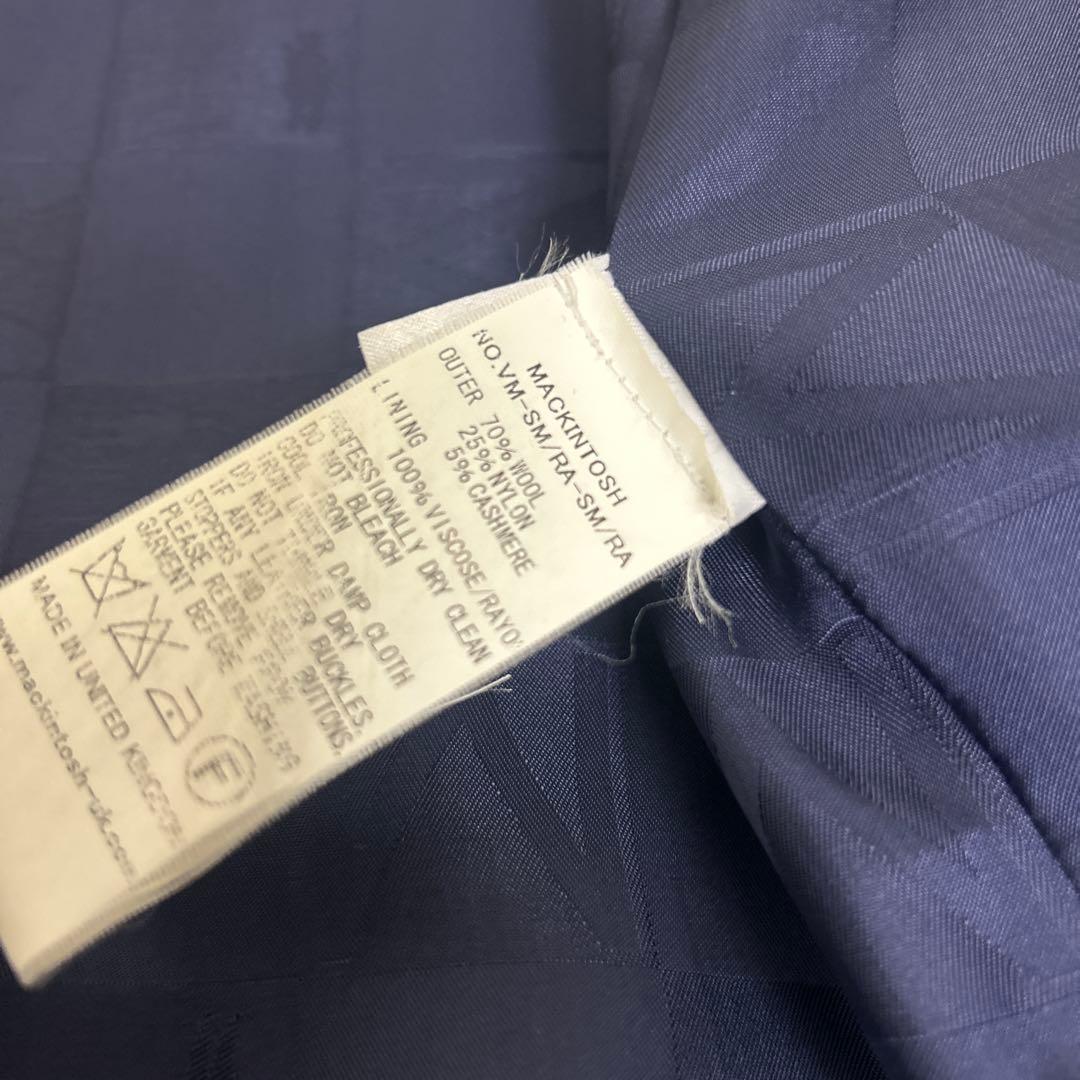 MACKINTOSH
NO.VM-SM/RA-SM/RA
OUTER 70% WOOL
25% NYLON
5% CASHMERE
LINING 100% VISCOSE/RAYO
PROFESSIONALLY DRY CLEAN
DO NOT BLEACH
COOL IRON
IRON UNDER DAMP CLOTH
DO NOT TUMBLE DRY
IF ANY LEATHER BUCKLES,
STOPPERS AND BUTTONS,
PLEASE REMOVE FROM
GARMENT BEFORE
F
MADE IN UNITED KINGDOM
www.mackintosh-uk.com